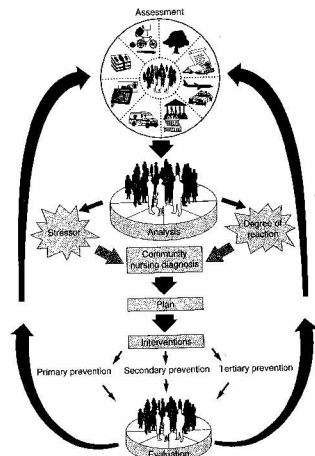 Assessment
Stressor
Analysis
Degree of
reaction
Community
nursing diagnosis
Plan
Interventions
Primary prevention
Secondary prevention
Tertiary prevention
Evaluation